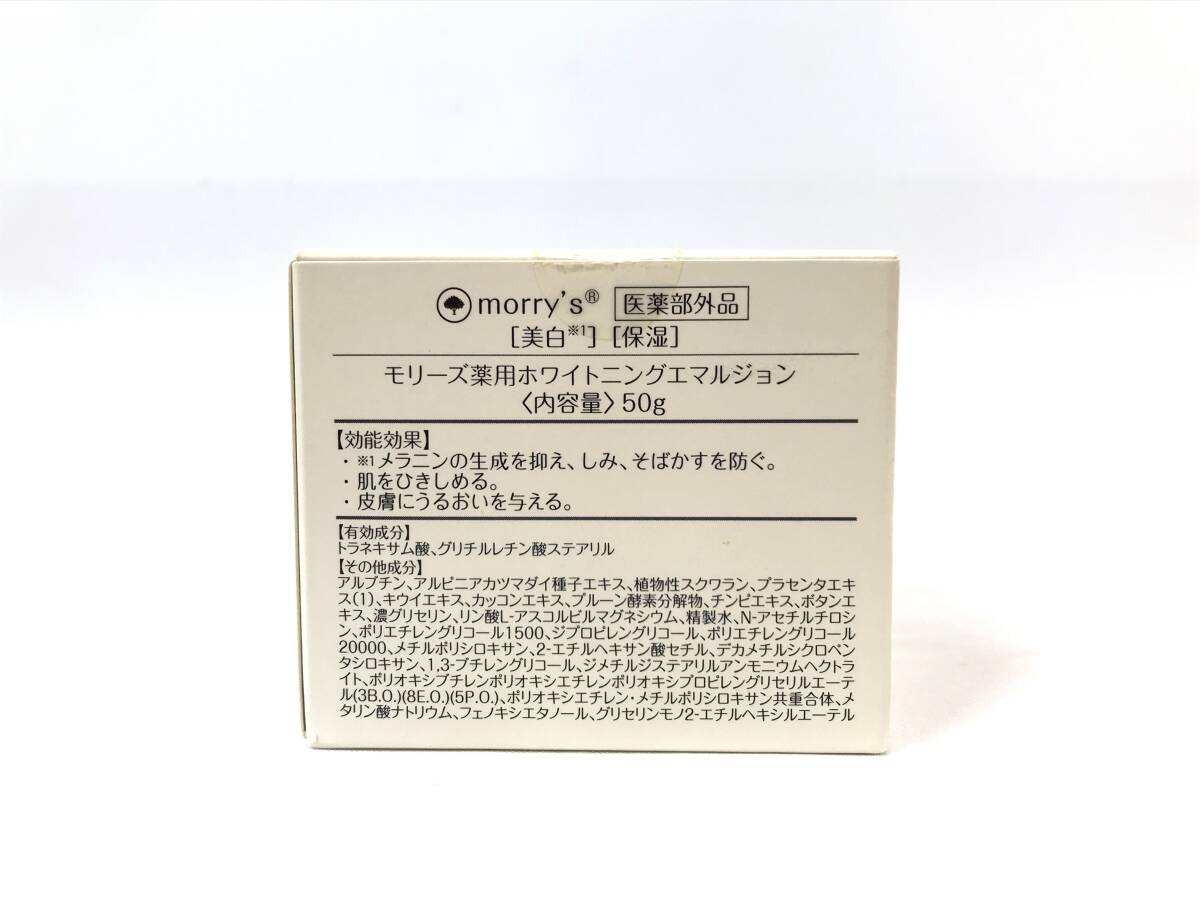 morry's® 医薬部外品
[美白※1] [保湿]
モリーズ薬用ホワイトニングエマルジョン
〈内容量〉50g
【効能効果】
・※1メラニンの生成を抑え、しみ、そばかすを防ぐ。
・肌をひきしめる。
・皮膚にうるおいを与える。
【有効成分】
トラネキサム酸、グリチルレチン酸ステアリル
【その他成分】
アルブチン、アルピニアカツマダイ種子エキス、植物性スクワラン、プラセンタエキ
ス(1)、キウイエキス、カッコンエキス、プルーン酵素分解物、チンピエキス、ボタンエ
キス、濃グリセリン、リン酸L-アスコルビルマグネシウム、精製水、N-アセチルチロシ
ン、ポリエチレングリコール1500、ジプロピレングリコール、ポリエチレングリコール
20000、メチルポリシロキサン、2-エチルヘキサン酸セチル、デカメチルシクロペン
タシロキサン、1,3-ブチレングリコール、ジメチルジステアリルアンモニウムヘクトラ
イト、ポリオキシブチレンポリオキシエチレンポリオキシプロピレングリセリルエーテ
ル(3B.O.)(8E.O.)(5P.O.)、ポリオキシエチレン・メチルポリシロキサン共重合体、メ
タリン酸ナトリウム、フェノキシエタノール、グリセリンモノ2-エチルヘキシルエーテル